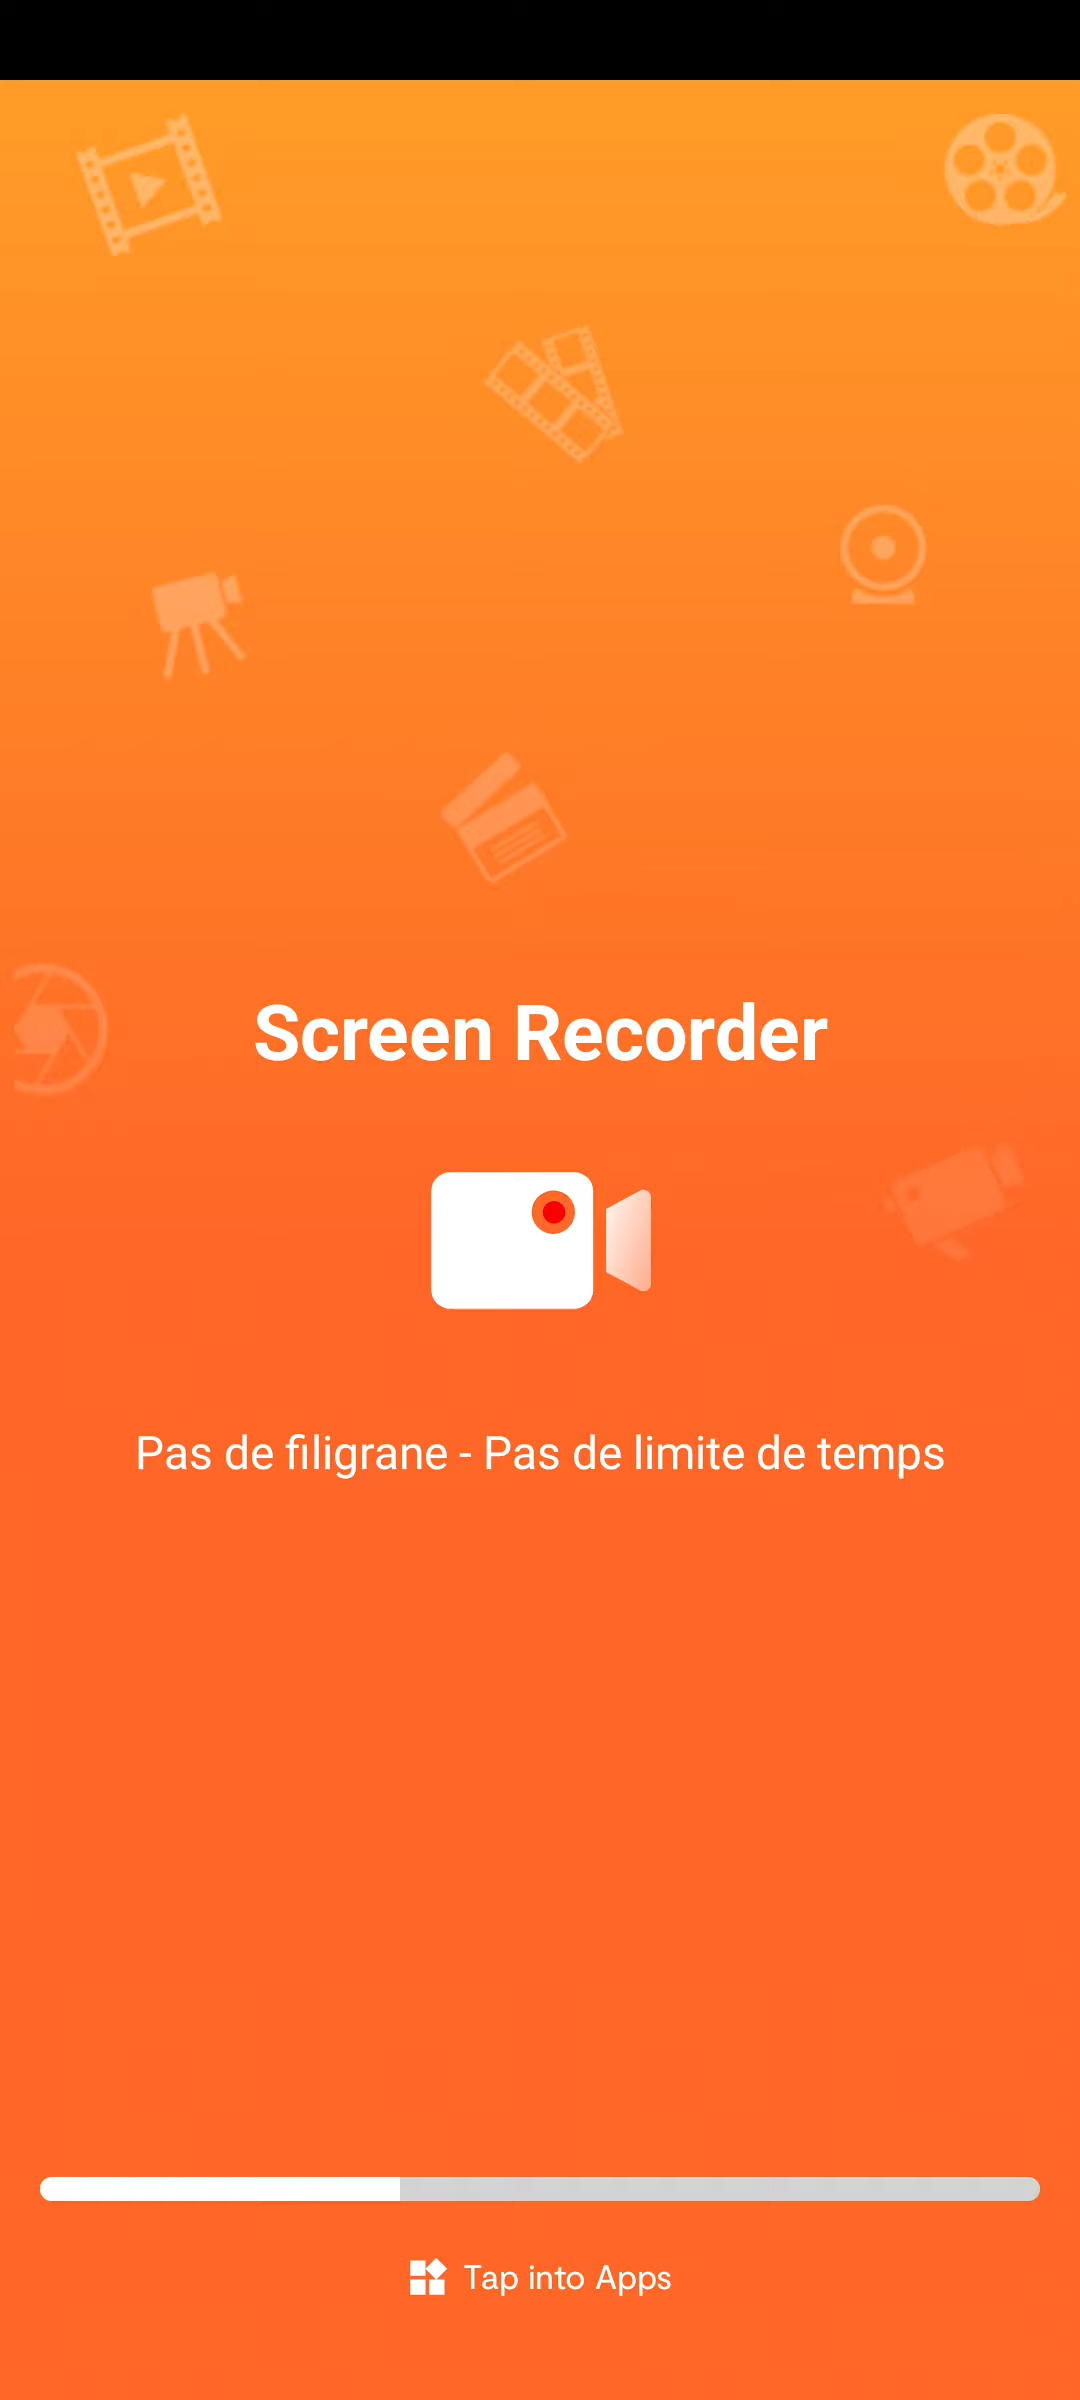 Screen Recorder
Pas de filigrane - Pas de limite de temps
Tap into Apps